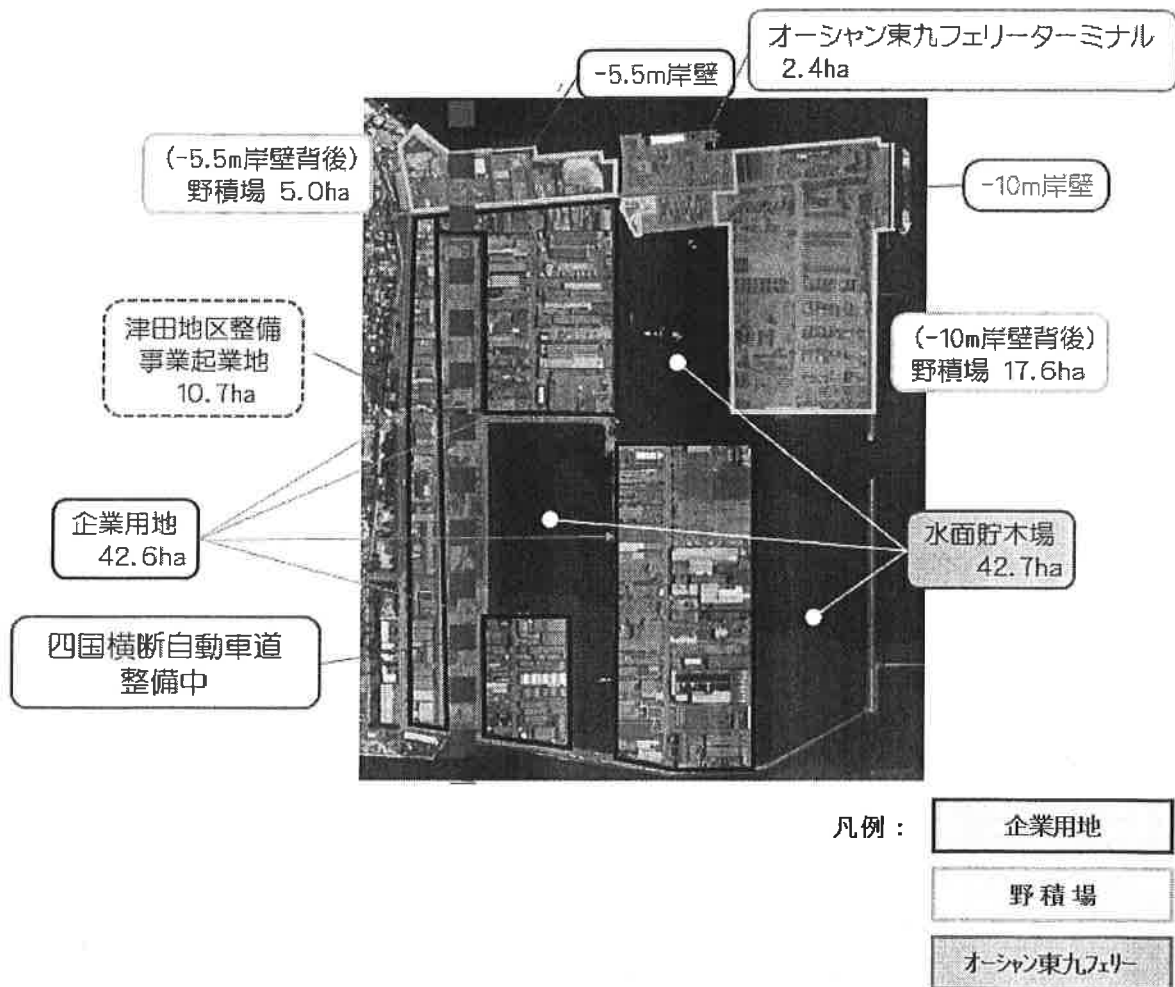 オーシャン東九フェリーターミナル
2.4ha
-5.5m岸壁
(-5.5m岸壁背後)
野積場 5.0ha
-10m岸壁
津田地区整備
事業起業地
10.7ha
(-10m岸壁背後)
野積場 17.6ha
企業用地
42.6ha
水面貯木場
42.7ha
四国横断自動車道
整備中
凡例：
企業用地
野積場
オーシャン東九フェリー